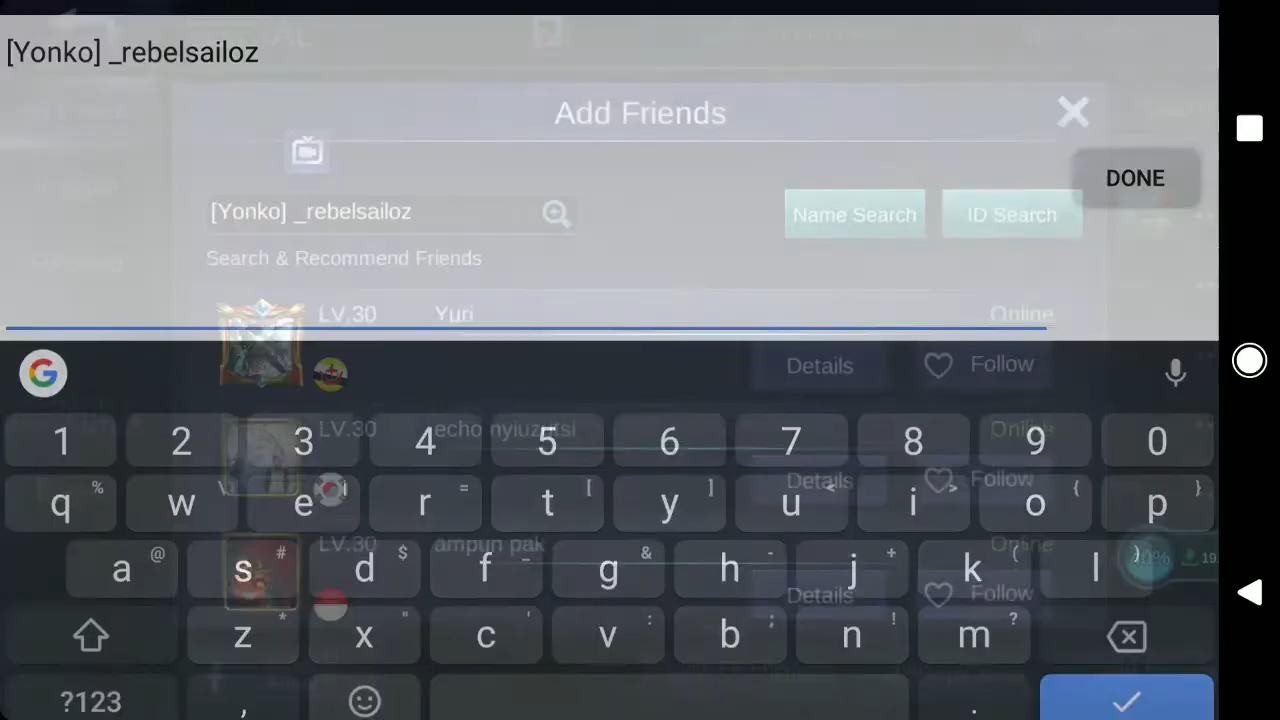 [Yonko] _rebelsailoz
Add Friends
DONE
[Yonko] _rebelsailoz
Name Search
ID Search
Search & Recommend Friends
LV.30 Yuri Online
Details Follow
1 2 3 4 5 6 7 8 9 0
LV.30 echo nyiuzutsi Online
Details Follow
q w e r t y u i o p
% \ | = [ ] < > { }
LV.30 ampun pak Online
a s d f g h j k l
@ # $ _ & - + ( )
Details Follow
z x c v b n m
* " ' : ; ! ?
?123 , .